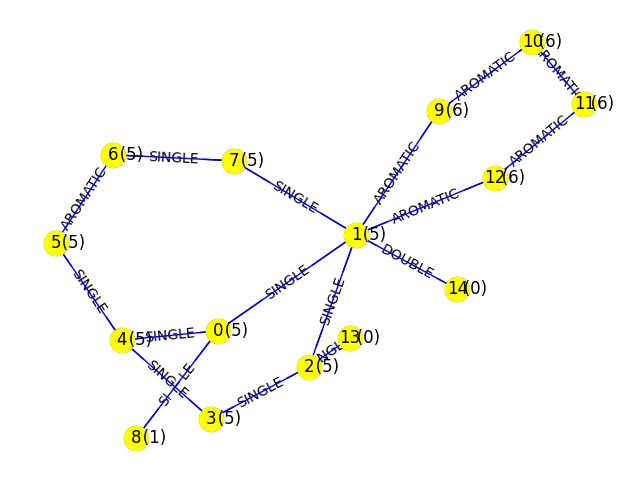 10(6)
AROMATIC
AROMATIC
11(6)
9(6)
AROMATIC
AROMATIC
6(5)
SINGLE
7(5)
12(6)
AROMATIC
SINGLE
AROMATIC
5(5)
1(5)
SINGLE
SINGLE
SINGLE
DOUBLE
14(0)
4(5)
SINGLE
0(5)
13(0)
SINGLE
SINGLE
2(5)
SINGLE
3(5)
8(1)